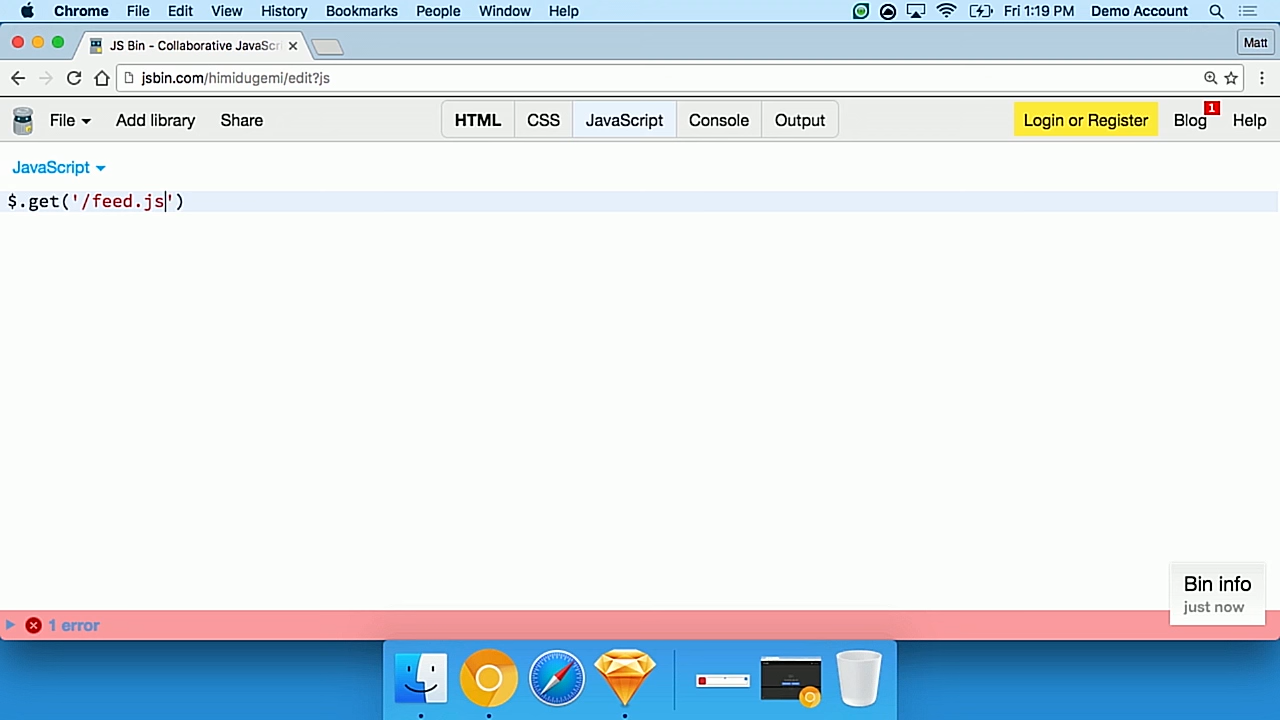 Chrome File Edit View History Bookmarks People Window Help Fri 1:19 PM Demo Account
JS Bin - Collaborative JavaScri
Matt
jsbin.com/himidugemi/edit?js
File Add library Share HTML CSS JavaScript Console Output Login or Register Blog 1 Help
JavaScript
$.get('/feed.js')
Bin info
just now
1 error